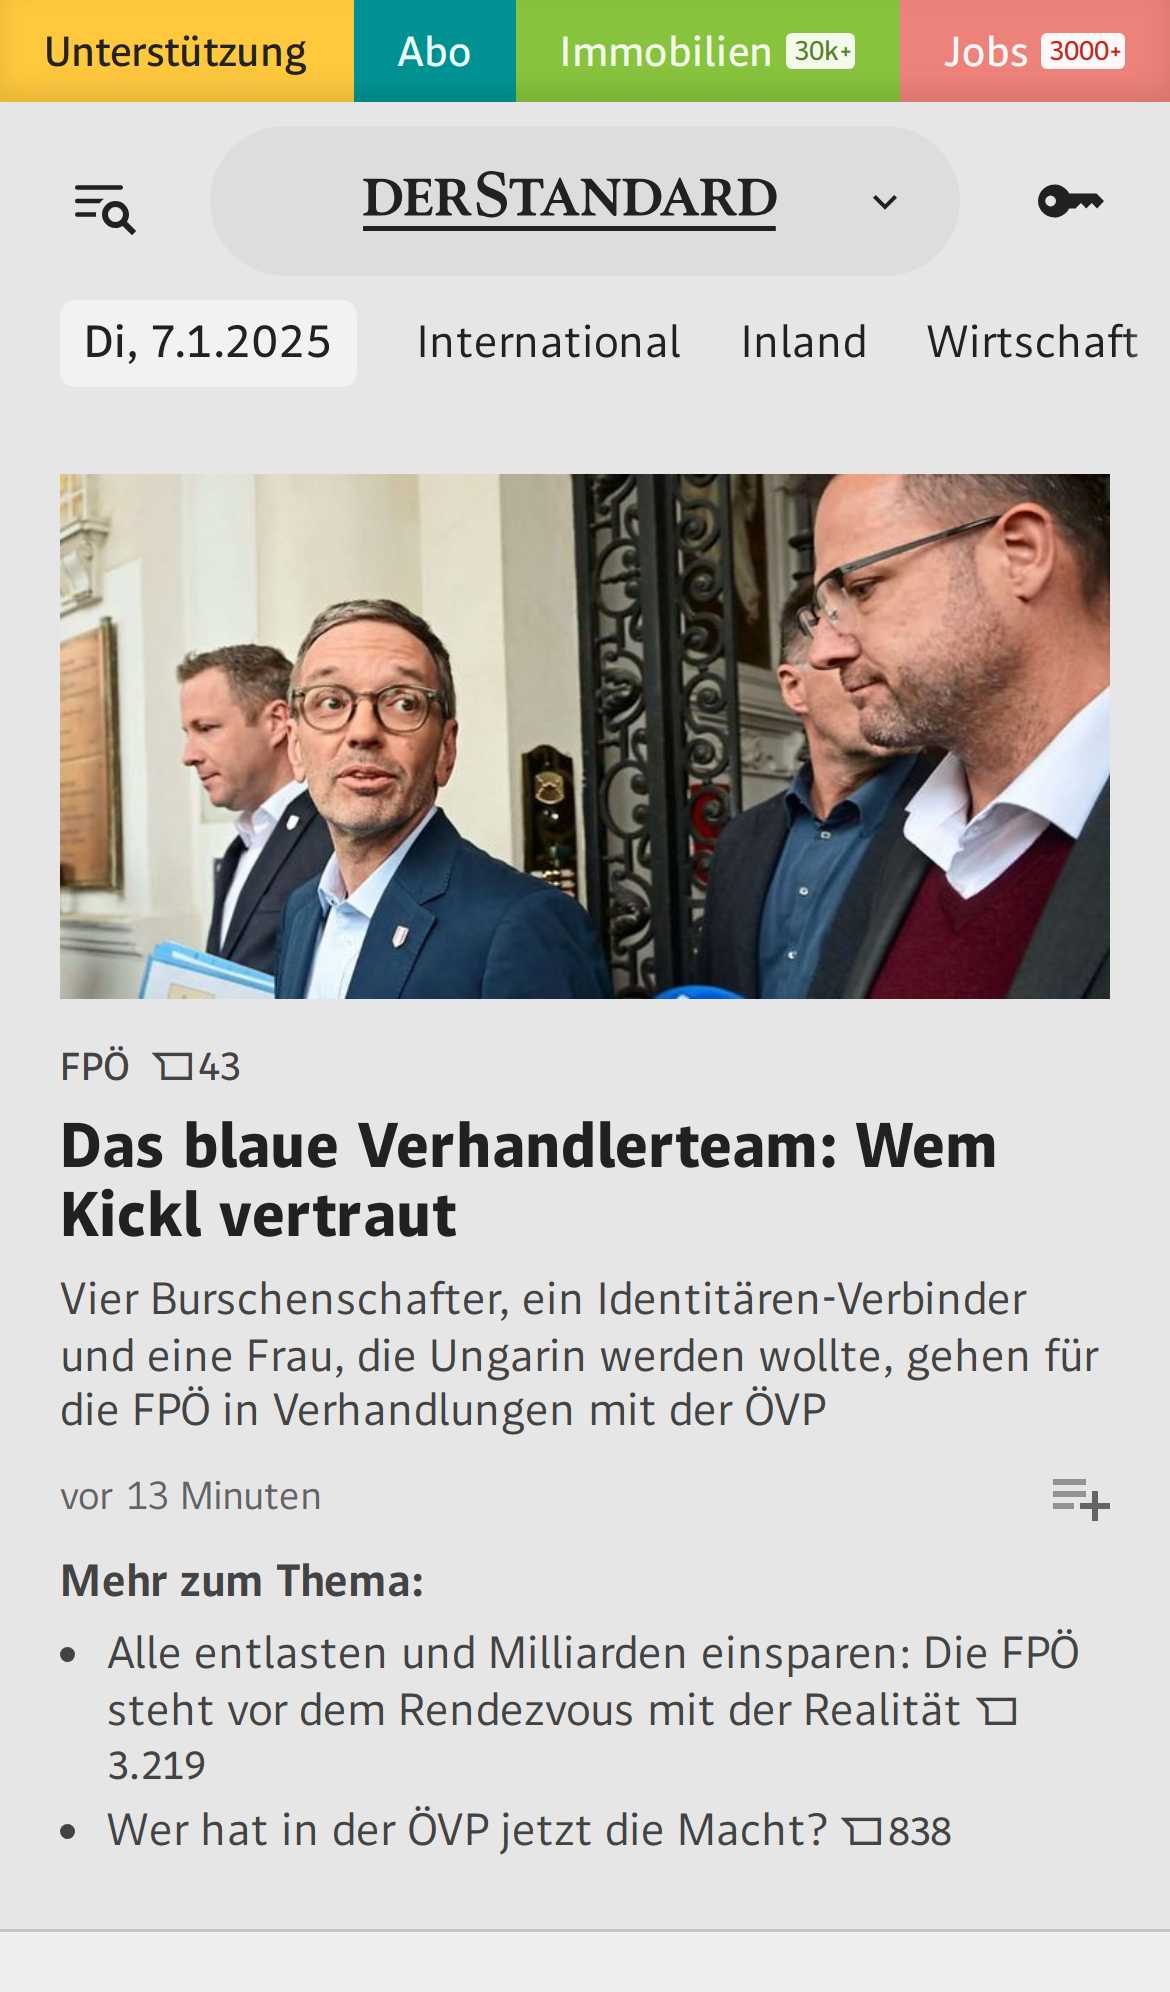 Unterstützung Abo Immobilien 30k+ Jobs 3000+
DERSTANDARD
Di, 7.1.2025 International Inland Wirtschaft
FPÖ 43
Das blaue Verhandlerteam: Wem
Kickl vertraut
Vier Burschenschafter, ein Identitären-Verbinder
und eine Frau, die Ungarin werden wollte, gehen für
die FPÖ in Verhandlungen mit der ÖVP
vor 13 Minuten
Mehr zum Thema:
• Alle entlasten und Milliarden einsparen: Die FPÖ
steht vor dem Rendezvous mit der Realität
3.219
• Wer hat in der ÖVP jetzt die Macht? 838